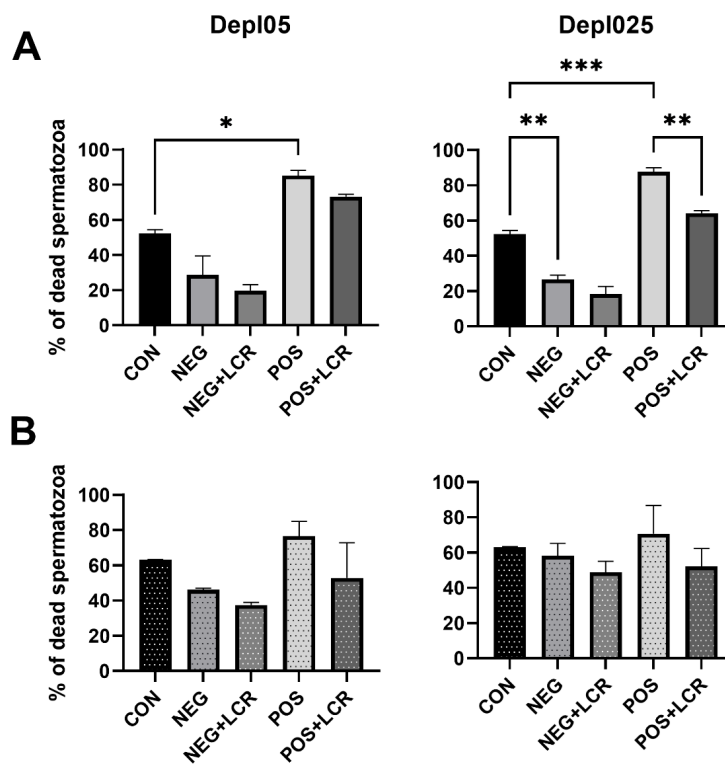 Depl05
Depl025
A
% of dead spermatozoa
100
80
60
40
20
0
*
CON
NEG
NEG+LCR
POS
POS+LCR
100
80
60
40
20
0
***
**
**
CON
NEG
NEG+LCR
POS
POS+LCR
B
% of dead spermatozoa
100
80
60
40
20
0
CON
NEG
NEG+LCR
POS
POS+LCR
100
80
60
40
20
0
CON
NEG
NEG+LCR
POS
POS+LCR